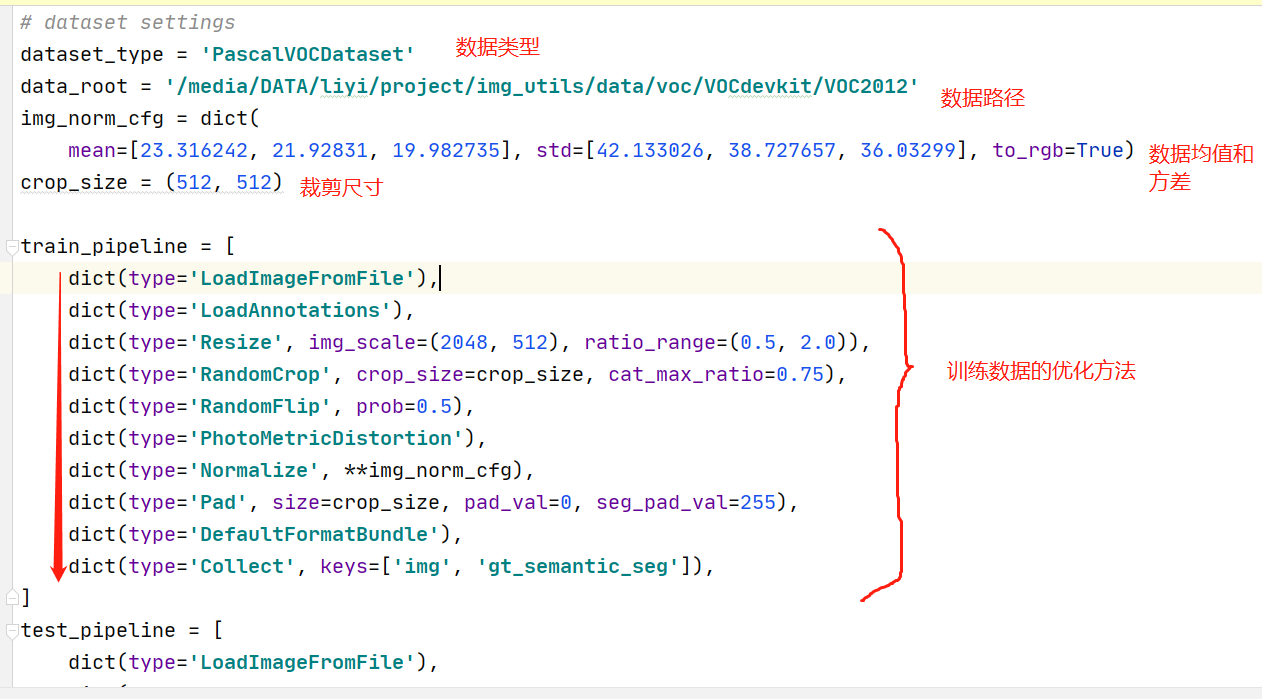 # dataset settings
dataset_type = 'PascalVOCDataset' 数据类型
data_root = '/media/DATA/liyi/project/img_utils/data/voc/VOCdevkit/VOC2012' 数据路径
img_norm_cfg = dict(
    mean=[23.316242, 21.92831, 19.982735], std=[42.133026, 38.727657, 36.03299], to_rgb=True) 数据均值和
方差
crop_size = (512, 512) 裁剪尺寸
train_pipeline = [
    dict(type='LoadImageFromFile'),
    dict(type='LoadAnnotations'),
    dict(type='Resize', img_scale=(2048, 512), ratio_range=(0.5, 2.0)),
    dict(type='RandomCrop', crop_size=crop_size, cat_max_ratio=0.75), 训练数据的优化方法
    dict(type='RandomFlip', prob=0.5),
    dict(type='PhotoMetricDistortion'),
    dict(type='Normalize', **img_norm_cfg),
    dict(type='Pad', size=crop_size, pad_val=0, seg_pad_val=255),
    dict(type='DefaultFormatBundle'),
    dict(type='Collect', keys=['img', 'gt_semantic_seg']),
]
test_pipeline = [
    dict(type='LoadImageFromFile'),